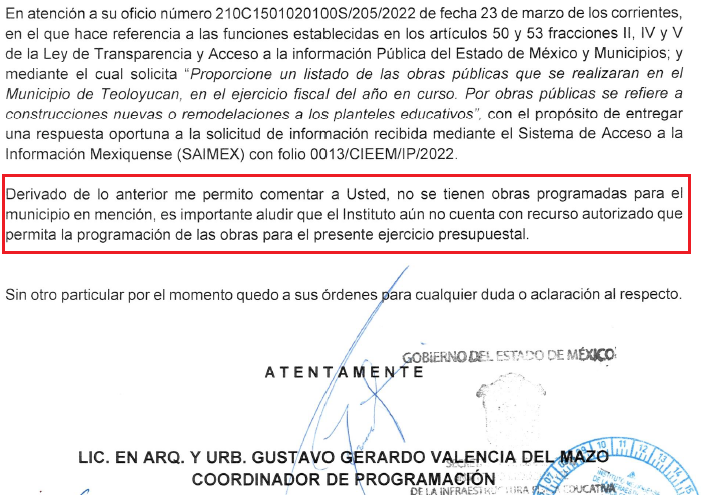 En atención a su oficio número 210C1501020100S/205/2022 de fecha 23 de marzo de los corrientes,
en el que hace referencia a las funciones establecidas en los artículos 50 y 53 fracciones II, IV y V
de la Ley de Transparencia y Acceso a la información Pública del Estado de México y Municipios; y
mediante el cual solicita “Proporcione un listado de las obras públicas que se realizaran en el
Municipio de Teoloyucan, en el ejercicio fiscal del año en curso. Por obras públicas se refiere a
construcciones nuevas o remodelaciones a los planteles educativos”, con el propósito de entregar
una respuesta oportuna a la solicitud de información recibida mediante el Sistema de Acceso a la
Información Mexiquense (SAIMEX) con folio 0013/CIEEM/IP/2022.
Derivado de lo anterior me permito comentar a Usted, no se tienen obras programadas para el
municipio en mención, es importante aludir que el Instituto aún no cuenta con recurso autorizado que
permita la programación de las obras para el presente ejercicio presupuestal.
Sin otro particular por el momento quedo a sus órdenes para cualquier duda o aclaración al respecto.
GOBIERNO DEL ESTADO DE MÉXICO
ATENTAMENTE
LIC. EN ARQ. Y URB. GUSTAVO GERARDO VALENCIA DEL MAZO
COORDINADOR DE PROGRAMACIÓN
DE LA INFRAESTRUCTURA FÍSICA EDUCATIVA
07 08 09 10 11 12 13 14 15